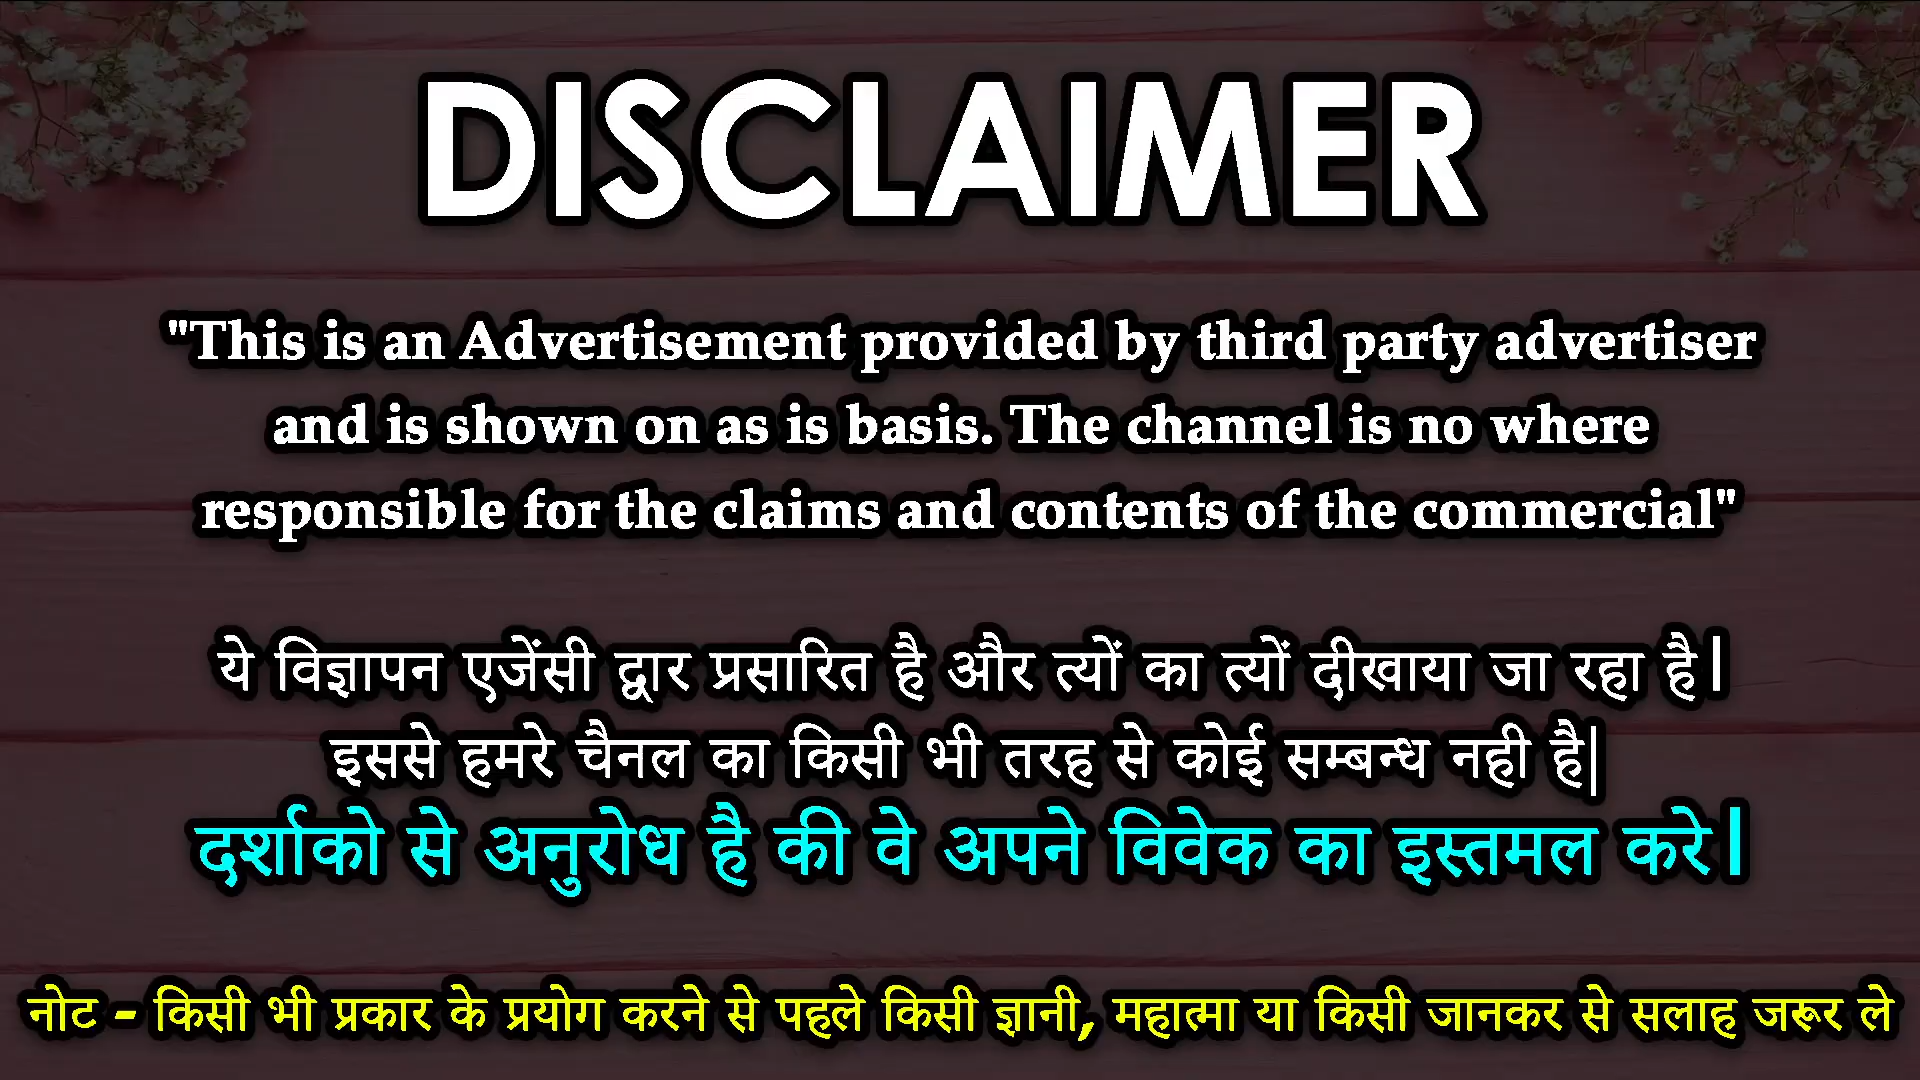 DISCLAIMER
"This is an Advertisement provided by third party advertiser
and is shown on as is basis. The channel is no where
responsible for the claims and contents of the commercial"
ये विज्ञापन एजेंसी द्वार प्रसारित है और त्यों का त्यों दीखाया जा रहा है|
इससे हमरे चैनल का किसी भी तरह से कोई सम्बन्ध नही है|
दर्शाको से अनुरोध है की वे अपने विवेक का इस्तमल करे|
नोट - किसी भी प्रकार के प्रयोग करने से पहले किसी ज्ञानी, महात्मा या किसी जानकर से सलाह जरूर ले